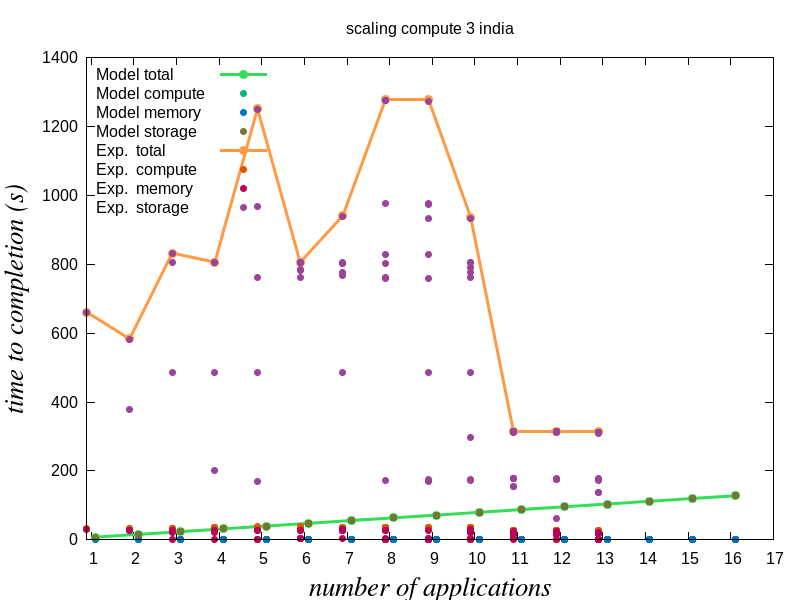 scaling compute 3 india
1400
1200
1000
800
600
400
200
0
time to completion (s)
Model total
Model compute
Model memory
Model storage
Exp. total
Exp. compute
Exp. memory
Exp. storage
1 2 3 4 5 6 7 8 9 10 11 12 13 14 15 16 17
number of applications